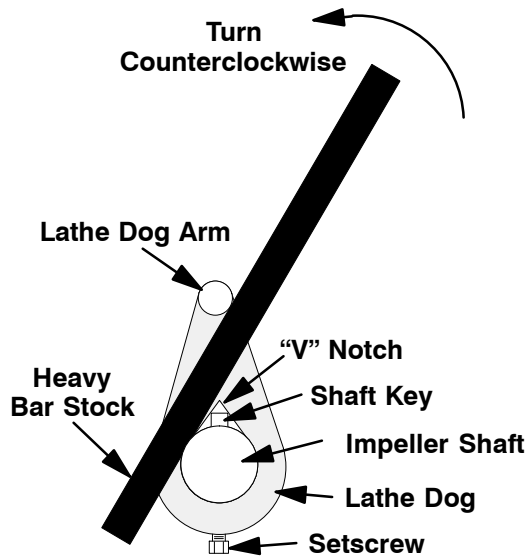 Turn
Counterclockwise
Lathe Dog Arm
“V” Notch
Heavy
Bar Stock
Shaft Key
Impeller Shaft
Lathe Dog
Setscrew